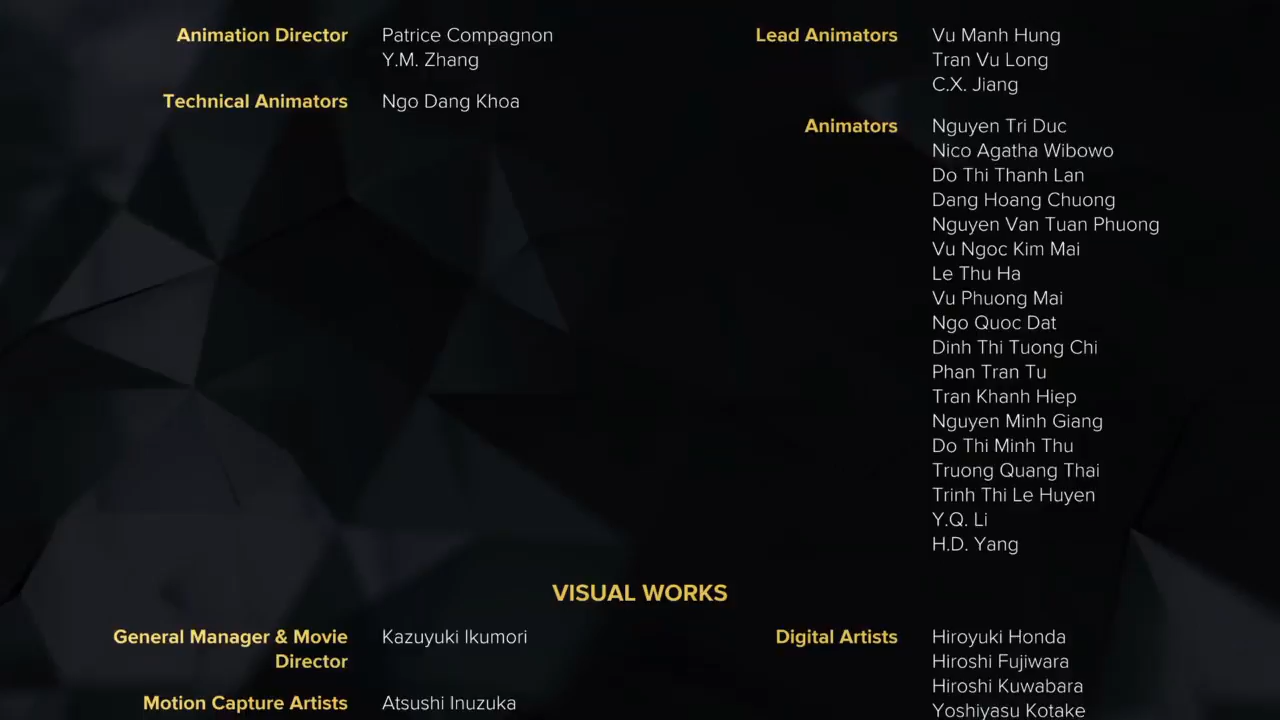 Animation Director Patrice Compagnon
Y.M. Zhang
Technical Animators Ngo Dang Khoa
Lead Animators Vu Manh Hung
Tran Vu Long
C.X. Jiang
Animators Nguyen Tri Duc
Nico Agatha Wibowo
Do Thi Thanh Lan
Dang Hoang Chuong
Nguyen Van Tuan Phuong
Vu Ngoc Kim Mai
Le Thu Ha
Vu Phuong Mai
Ngo Quoc Dat
Dinh Thi Tuong Chi
Phan Tran Tu
Tran Khanh Hiep
Nguyen Minh Giang
Do Thi Minh Thu
Truong Quang Thai
Trinh Thi Le Huyen
Y.Q. Li
H.D. Yang
VISUAL WORKS
General Manager & Movie Kazuyuki Ikumori
Director
Motion Capture Artists Atsushi Inuzuka
Digital Artists Hiroyuki Honda
Hiroshi Fujiwara
Hiroshi Kuwabara
Yoshiyasu Kotake